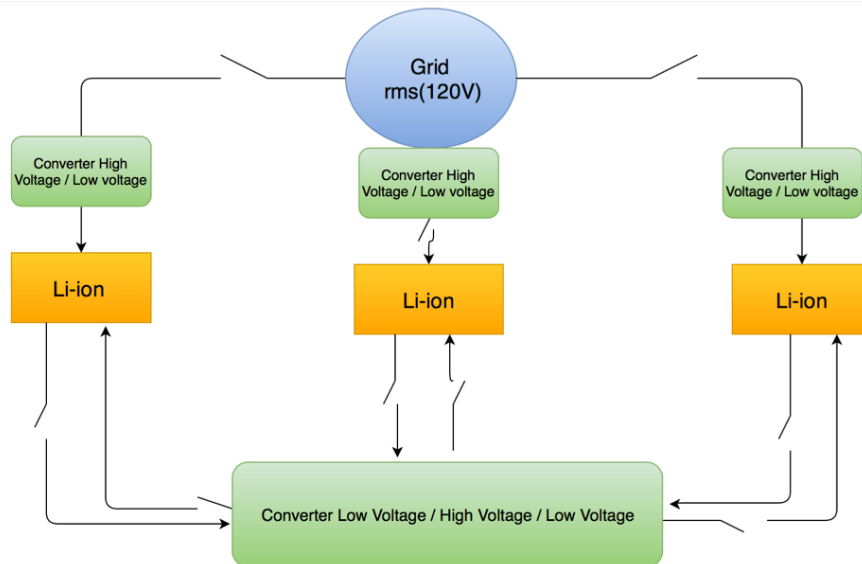 Grid
rms(120V)
Converter High
Voltage / Low voltage
Converter High
Voltage / Low voltage
Converter High
Voltage / Low voltage
Li-ion
Li-ion
Li-ion
Converter Low Voltage / High Voltage / Low Voltage